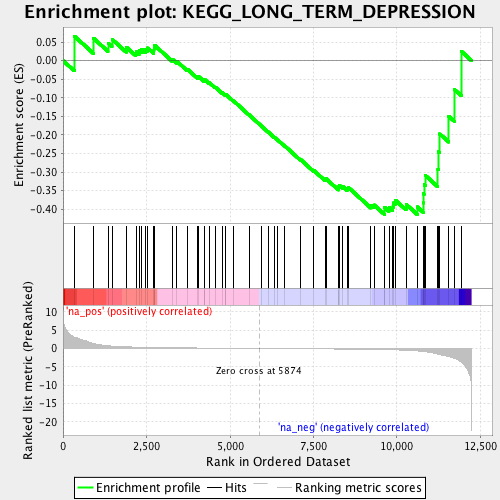 Enrichment plot: KEGG_LONG_TERM_DEPRESSION
Enrichment score (ES)
0.05
0.00
-0.05
-0.10
-0.15
-0.20
-0.25
-0.30
-0.35
-0.40
'na_pos' (positively correlated)
Ranked list metric (PreRanked)
10
5
0
-5
-10
-15
-20
Zero cross at 5874
'na_neg' (negatively correlated)
0
2,500
5,000
7,500
10,000
12,500
Rank in Ordered Dataset
Enrichment profile
Hits
Ranking metric scores